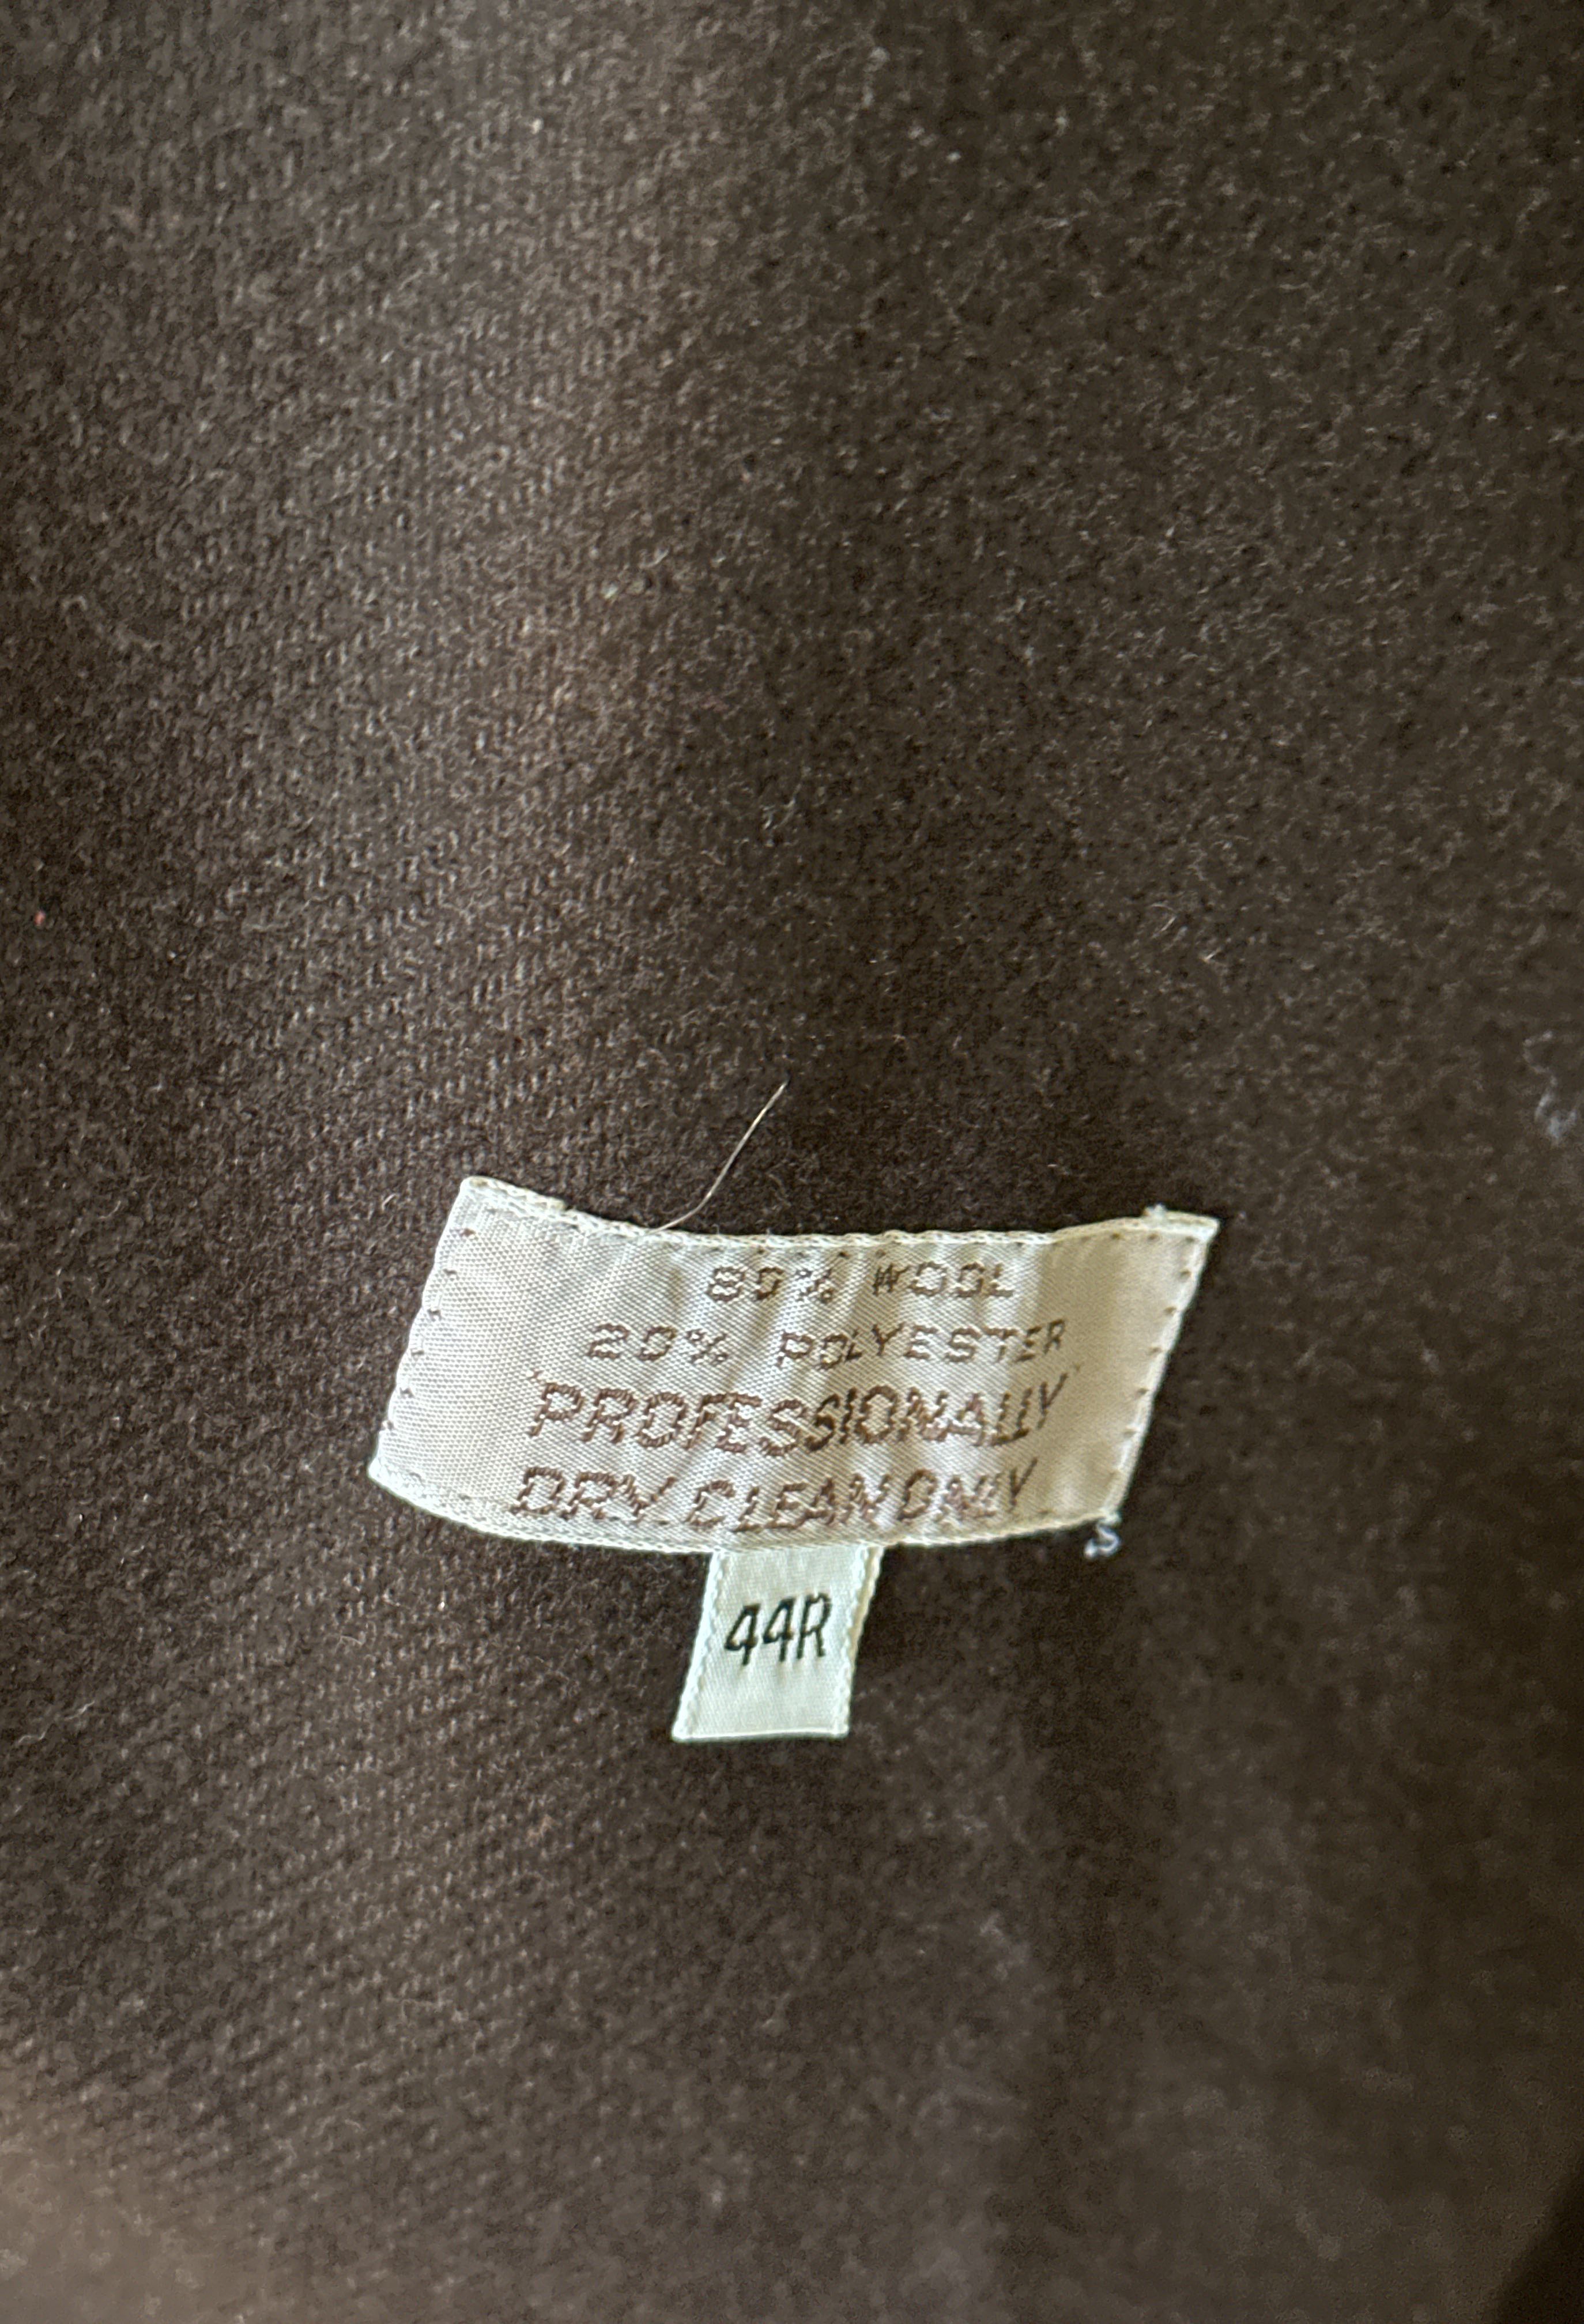 80% WOOL
20% POLYESTER
"PROFESSIONALLY
DRY CLEAN ONLY"
44R